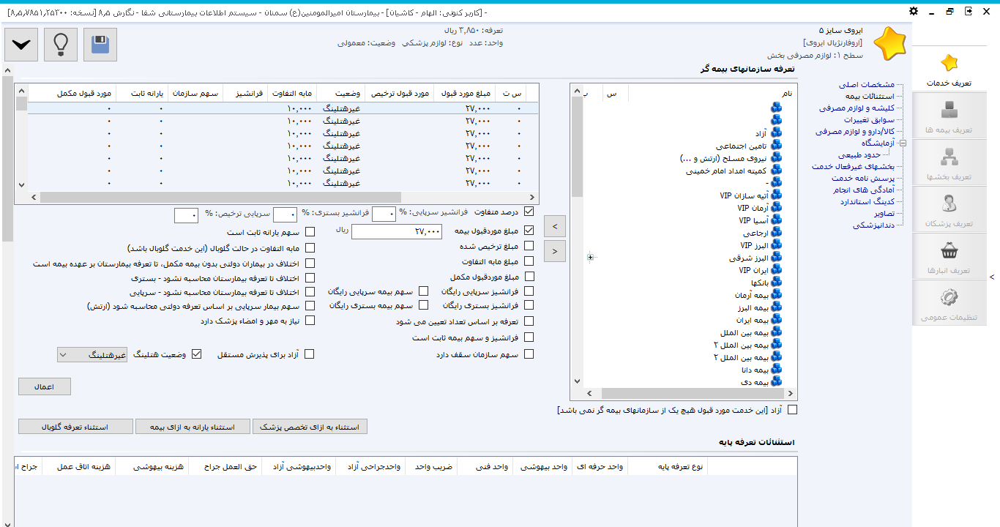 - [کاربر کنونی: الهام - کاشیان] - بیمارستان امیرالمومنین(ع) سمنان - سیستم اطلاعات بیمارستانی شفا - نگارش ۸٫۵ [نسخه: ۸٫۵٫۷۸۵۱٫۲۵۳۰۰]
ابروی سایز ۵
[اروفارنژیال ایروی]
سطح ۱: لوازم مصرفی بخش
تعرفه: ۳,۸۵۰ ریال
واحد: عدد نوع: لوازم پزشکی وضعیت: معمولی
تعریف خدمات
تعریف بیمه ها
تعریف بخشها
تعریف پزشکان
تعریف انبارها
تنظیمات عمومی
<
مشخصات اصلی
استثنائات بیمه
کلیشه و لوازم مصرفی
سوابق تغییرات
کالا/دارو و لوازم مصرفی
آزمایشگاه
حدود طبیعی
بخشهای غیرفعال خدمت
پرسش نامه خدمت
آمادگی های انجام
کدینگ استاندارد
تصاویر
دندانپزشکی
تعرفه سازمانهای بیمه گر
نام س ب
آزاد
تامین اجتماعی
نیروی مسلح (ارتش و ...)
کمیته امداد امام خمینی
-
آتیه سازان VIP
آرمان VIP
آسیا VIP
ارجاعی
البرز VIP
البرز شرقی
ایران VIP
بانکها
بیمه آرمان
بیمه البرز
بیمه ایران
بیمه بین الملل
بیمه بین الملل ۲
بیمه بین الملل ۲
بیمه دانا
بیمه دی
آزاد [این خدمت مورد قبول هیچ یک از سازمانهای بیمه گر نمی باشد]
<
>
س ت مبلغ مورد قبول مورد قبول ترخیص وضعیت مابه التفاوت فرانشیز سهم سازمان یارانه ثابت مورد قبول مکمل
۰ ۲۷,۰۰۰ غیرهتلینگ ۱۰,۰۰۰ ۰ ۰
۰ ۲۷,۰۰۰ غیرهتلینگ ۱۰,۰۰۰ ۰ ۰
۰ ۲۷,۰۰۰ غیرهتلینگ ۱۰,۰۰۰ ۰ ۰
۰ ۲۷,۰۰۰ غیرهتلینگ ۱۰,۰۰۰ ۰ ۰
۰ ۲۷,۰۰۰ غیرهتلینگ ۱۰,۰۰۰ ۰ ۰
۰ ۲۷,۰۰۰ غیرهتلینگ ۱۰,۰۰۰ ۰ ۰
۰ ۲۷,۰۰۰ غیرهتلینگ ۱۰,۰۰۰ ۰ ۰
درصد متفاوت فرانشیز سرپایی: % ۰ فرانشیز بستری: % ۰ سرپایی ترخیص: % ۰
مبلغ موردقبول بیمه ۲۷,۰۰۰ ریال سهم یارانه ثابت است
مبلغ ترخیص شده مابه التفاوت در حالت گلوبال (این خدمت گلوبال باشد)
مبلغ مابه التفاوت اختلاف در بیماران دولتی بدون بیمه مکمل، تا تعرفه بیمارستان بر عهده بیمه است
مبلغ موردقبول مکمل اختلاف تا تعرفه بیمارستان محاسبه نشود - بستری
فرانشیز سرپایی رایگان سهم بیمه سرپایی رایگان اختلاف تا تعرفه بیمارستان محاسبه نشود - سرپایی
فرانشیز بستری رایگان سهم بیمه بستری رایگان سهم بیمار سرپایی بر اساس تعرفه دولتی محاسبه شود (ارتش)
تعرفه بر اساس تعداد تعیین می شود نیاز به مهر و امضاء پزشک دارد
فرانشیز و سهم بیمه ثابت است
سهم سازمان سقف دارد آزاد برای پذیرش مستقل وضعیت هتلینگ غیرهتلینگ
اعمال
استثناء به ازای تخصص پزشک استثناء یارانه به ازای بیمه استثناء تعرفه گلوبال
استثنائات تعرفه پایه
نوع تعرفه پایه واحد حرفه ای واحد بیهوشی واحد فنی ضریب واحد واحدجراحی آزاد واحدبیهوشی آزاد حق العمل جراح هزینه بیهوشی هزینه اتاق عمل جراح ا